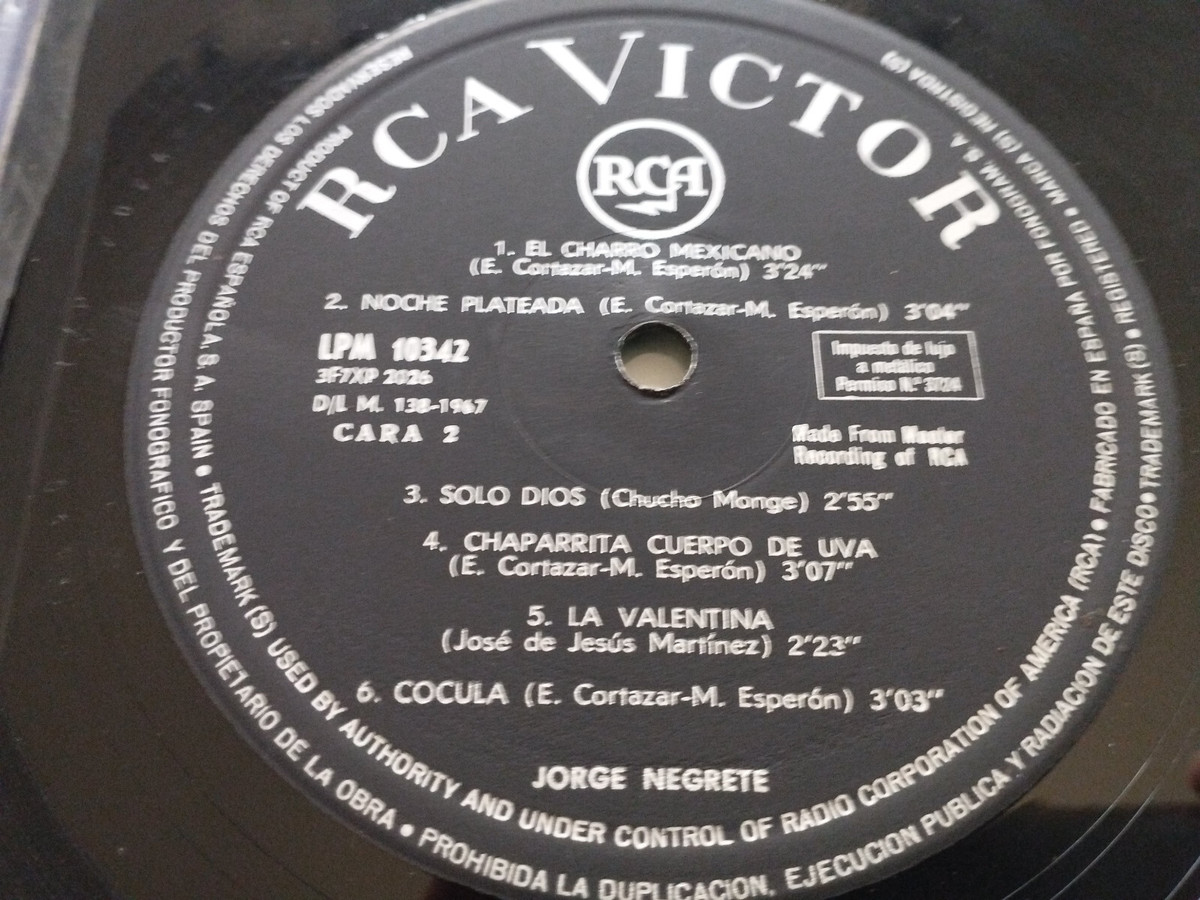 RCA VICTOR
RCA
1. EL CHARRO MEXICANO
(E. Cortazar-M. Esperón) 3'24"
2. NOCHE PLATEADA (E. Cortazar-M. Esperón) 3'04"
LPM 10342
3F7XP 2026
D/L M. 138-1967
CARA 2
Impuesto de lujo
a metálico
Permiso N.º 3724
Made From Master
Recording of RCA
3. SOLO DIOS (Chucho Monge) 2'55"
4. CHAPARRITA CUERPO DE UVA
(E. Cortazar-M. Esperón) 3'07"
5. LA VALENTINA
(José de Jesús Martínez) 2'23"
6. COCULA (E. Cortazar-M. Esperón) 3'03"
JORGE NEGRETE
PRODUCT OF RCA ESPAÑOLA, S. A. SPAIN • TRADEMARK (S) USED BY AUTHORITY AND UNDER CONTROL OF RADIO CORPORATION OF AMERICA (RCA) • FABRICADO EN ESPAÑA POR FONOGRAM, S. A.
RESERVADOS LOS DERECHOS DEL PRODUCTOR FONOGRAFICO Y DEL PROPIETARIO DE LA OBRA • PROHIBIDA LA DUPLICACION, EJECUCION PUBLICA Y RADIACION DE ESTE DISCO • TRADEMARK (S) • REGISTERED • MARCA (S) REGISTRDA (S)